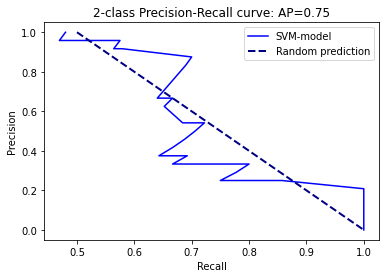 2-class Precision-Recall curve: AP=0.75
SVM-model
Random prediction
Precision
1.0
0.8
0.6
0.4
0.2
0.0
0.5 0.6 0.7 0.8 0.9 1.0
Recall